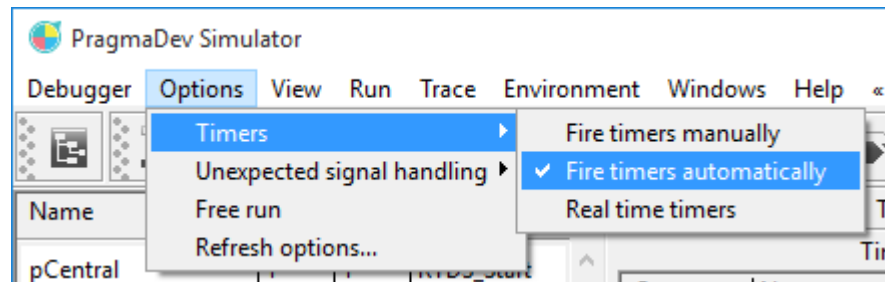 PragmaDev Simulator
Debugger Options View Run Trace Environment Windows Help «
Timers
Fire timers manually
Unexpected signal handling
Fire timers automatically
Name
Free run
Real time timers
Refresh options...
pCentral